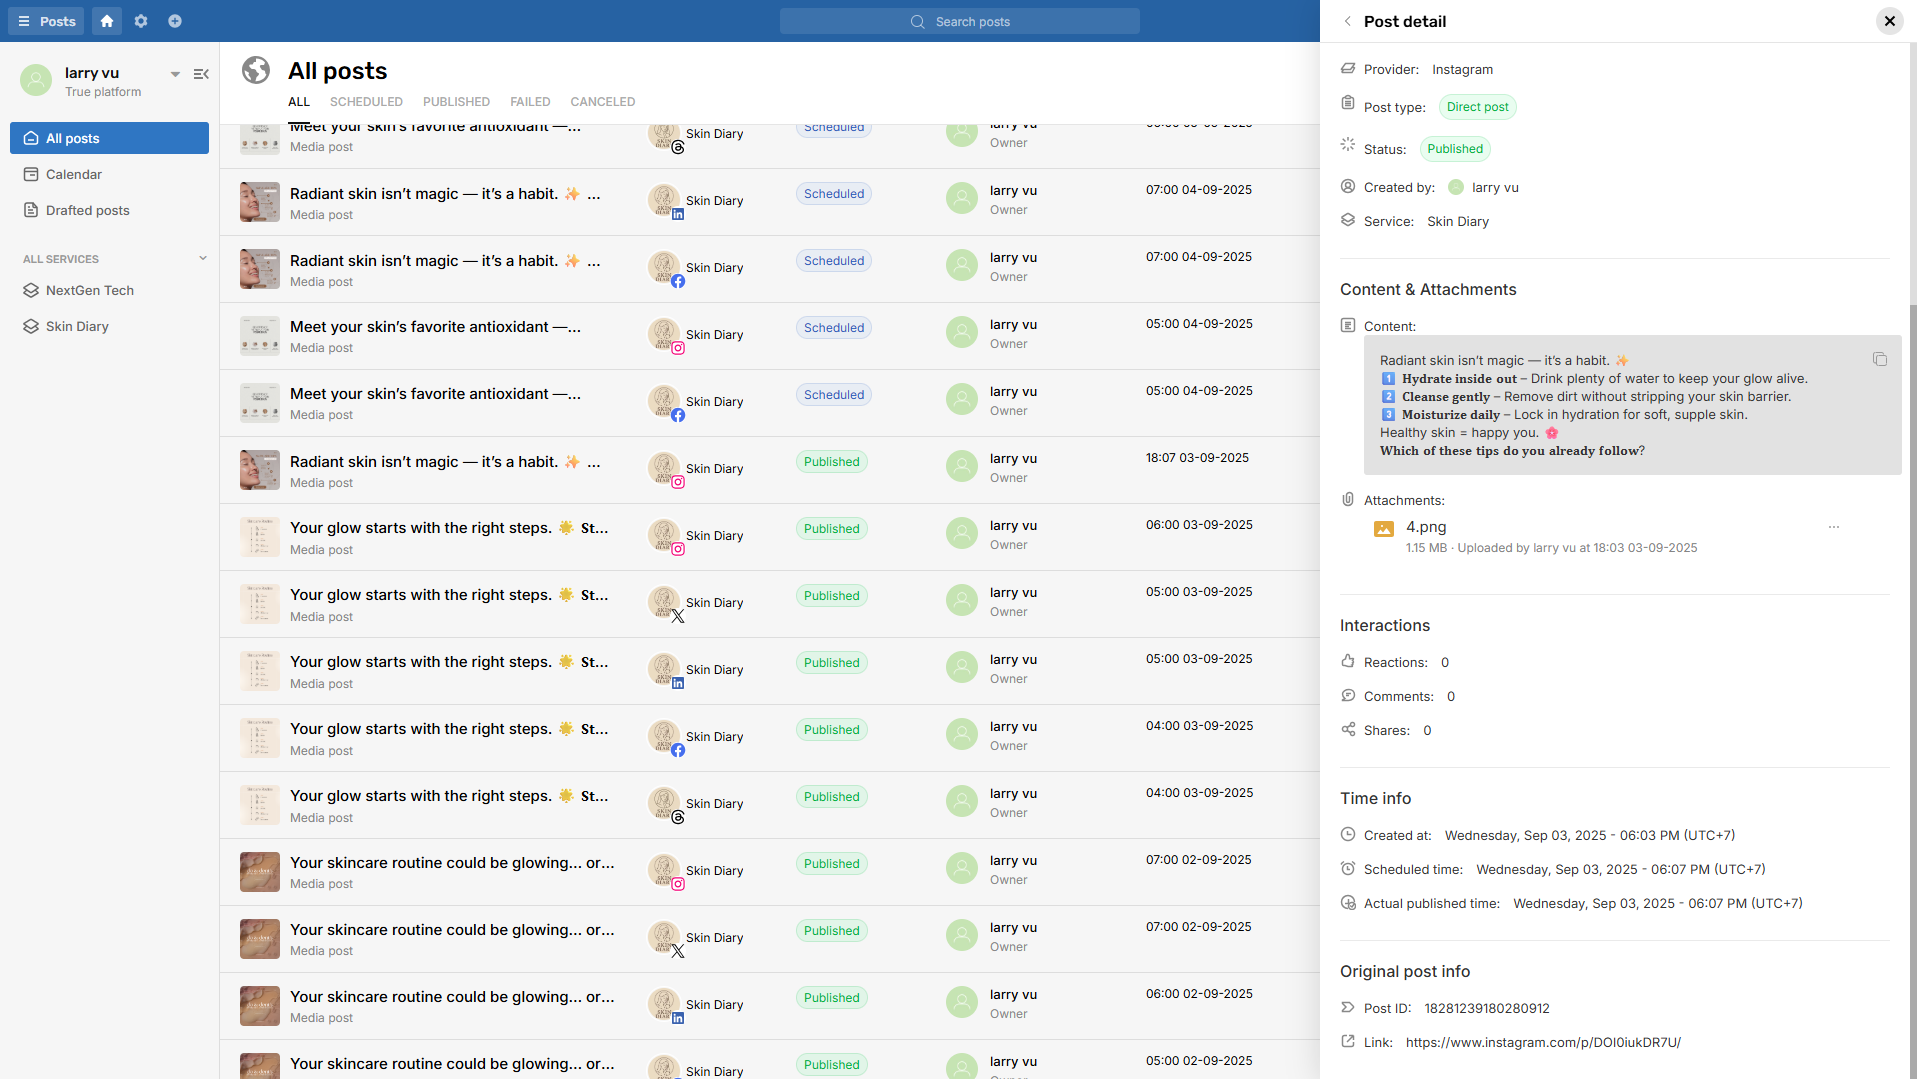 Posts
Search posts
larry vu
True platform
All posts
Calendar
Drafted posts
ALL SERVICES
NextGen Tech
Skin Diary
All posts
ALL SCHEDULED PUBLISHED FAILED CANCELED
Meet your skin's favorite antioxidant —...
Media post
Skin Diary
Scheduled
larry vu
Owner
Radiant skin isn't magic — it's a habit. ✨ ...
Media post
Skin Diary
Scheduled
larry vu
Owner
07:00 04-09-2025
Radiant skin isn't magic — it's a habit. ✨ ...
Media post
Skin Diary
Scheduled
larry vu
Owner
07:00 04-09-2025
Meet your skin's favorite antioxidant —...
Media post
Skin Diary
Scheduled
larry vu
Owner
05:00 04-09-2025
Meet your skin's favorite antioxidant —...
Media post
Skin Diary
Scheduled
larry vu
Owner
05:00 04-09-2025
Radiant skin isn't magic — it's a habit. ✨ ...
Media post
Skin Diary
Published
larry vu
Owner
18:07 03-09-2025
Your glow starts with the right steps. 🌟 St...
Media post
Skin Diary
Published
larry vu
Owner
06:00 03-09-2025
Your glow starts with the right steps. 🌟 St...
Media post
Skin Diary
Published
larry vu
Owner
05:00 03-09-2025
Your glow starts with the right steps. 🌟 St...
Media post
Skin Diary
Published
larry vu
Owner
05:00 03-09-2025
Your glow starts with the right steps. 🌟 St...
Media post
Skin Diary
Published
larry vu
Owner
04:00 03-09-2025
Your glow starts with the right steps. 🌟 St...
Media post
Skin Diary
Published
larry vu
Owner
04:00 03-09-2025
Your skincare routine could be glowing... or...
Media post
Skin Diary
Published
larry vu
Owner
07:00 02-09-2025
Your skincare routine could be glowing... or...
Media post
Skin Diary
Published
larry vu
Owner
07:00 02-09-2025
Your skincare routine could be glowing... or...
Media post
Skin Diary
Published
larry vu
Owner
06:00 02-09-2025
Your skincare routine could be glowing... or...
Skin Diary
Published
larry vu
05:00 02-09-2025
Post detail
Provider: Instagram
Post type: Direct post
Status: Published
Created by: larry vu
Service: Skin Diary
Content & Attachments
Content:
Radiant skin isn't magic — it's a habit. ✨
1️⃣ Hydrate inside out – Drink plenty of water to keep your glow alive.
2️⃣ Cleanse gently – Remove dirt without stripping your skin barrier.
3️⃣ Moisturize daily – Lock in hydration for soft, supple skin.
Healthy skin = happy you. 🌸
Which of these tips do you already follow?
Attachments:
4.png
1.15 MB · Uploaded by larry vu at 18:03 03-09-2025
Interactions
Reactions: 0
Comments: 0
Shares: 0
Time info
Created at: Wednesday, Sep 03, 2025 - 06:03 PM (UTC+7)
Scheduled time: Wednesday, Sep 03, 2025 - 06:07 PM (UTC+7)
Actual published time: Wednesday, Sep 03, 2025 - 06:07 PM (UTC+7)
Original post info
Post ID: 18281239180280912
Link: https://www.instagram.com/p/DOI0iukDR7U/